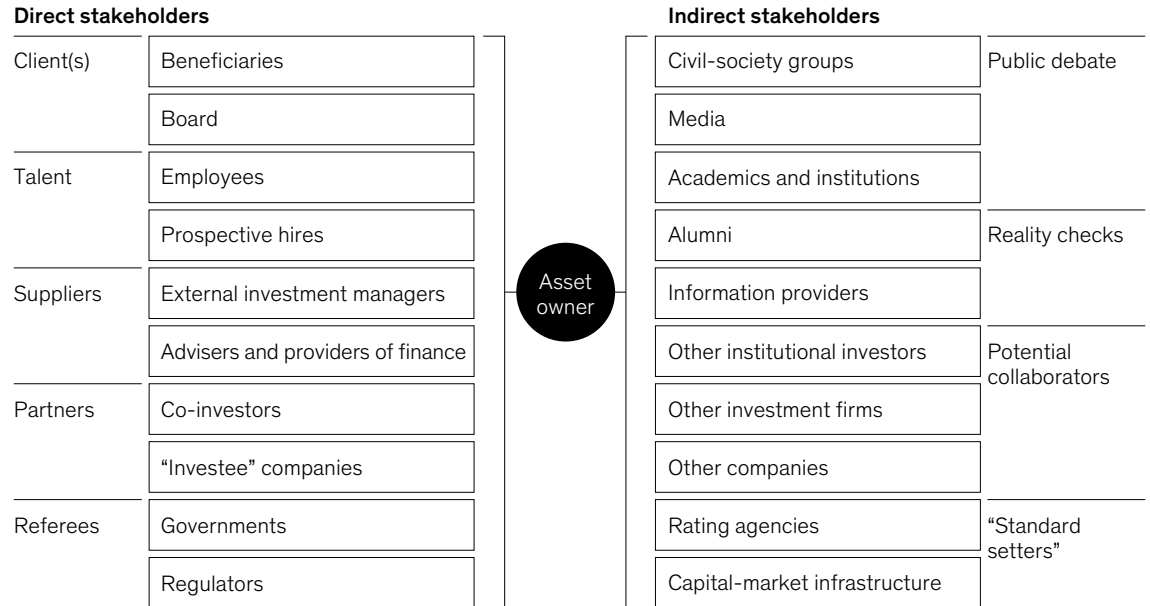 Direct stakeholders
Client(s)
Beneficiaries
Board
Talent
Employees
Prospective hires
Suppliers
External investment managers
Advisers and providers of finance
Partners
Co-investors
“Investee” companies
Referees
Governments
Regulators
Asset
owner
Indirect stakeholders
Civil-society groups
Public debate
Media
Academics and institutions
Alumni
Reality checks
Information providers
Other institutional investors
Potential
collaborators
Other investment firms
Other companies
Rating agencies
“Standard
setters”
Capital-market infrastructure